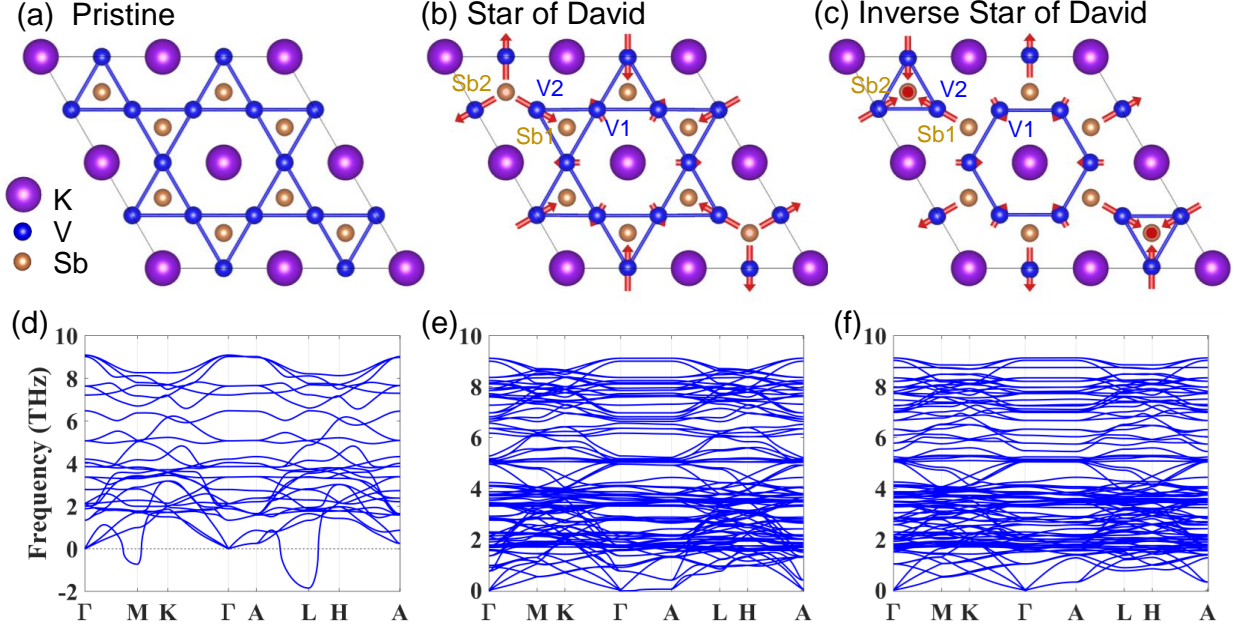 (a) Pristine
(b) Star of David
(c) Inverse Star of David
Sb2
V2
Sb1
V1
Sb2
V2
Sb1
V1
K
V
Sb
(d)
(e)
(f)
Frequency (THz)
10
8
6
4
2
0
-2
Γ M K Γ A L H A
10
8
6
4
2
0
Γ M K Γ A L H A
10
8
6
4
2
0
Γ M K Γ A L H A